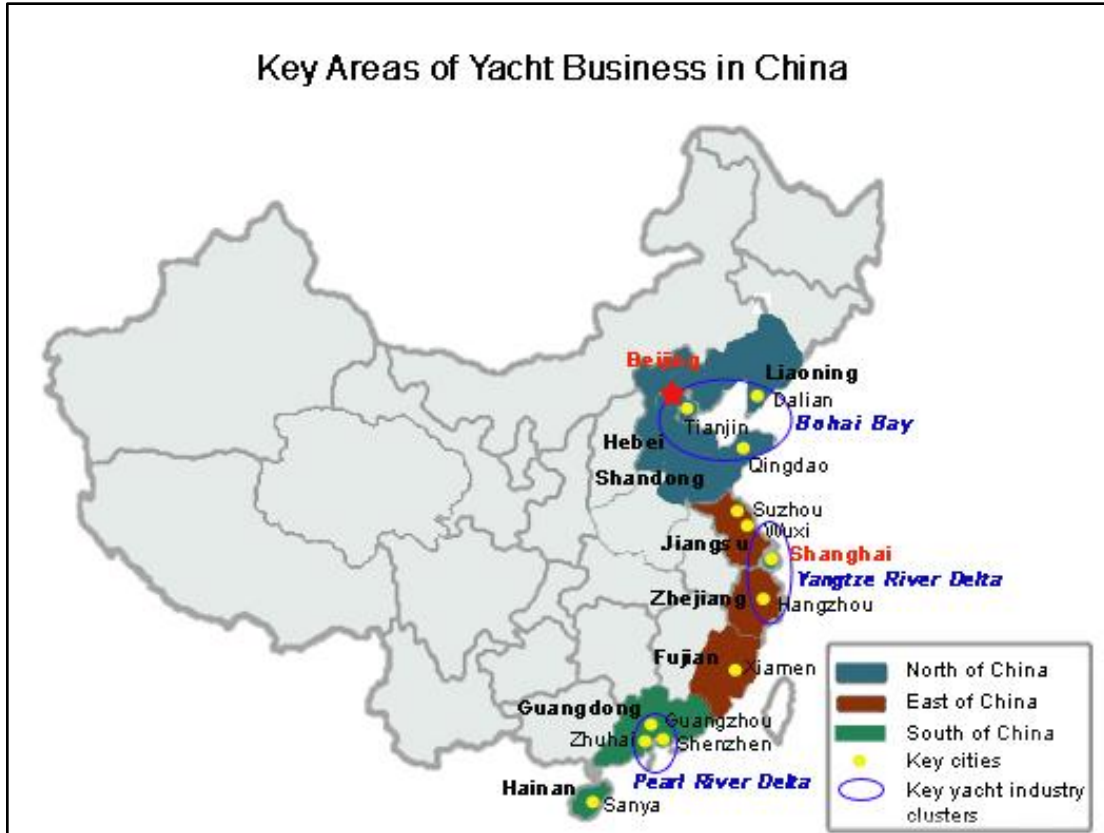 Key Areas of Yacht Business in China
Beijing
Liaoning
Dalian
Tianjin
Bohai Bay
Hebei
Qingdao
Shandong
Suzhou
Wuxi
Jiangsu
Shanghai
Yangtze River Delta
Zhejiang
Hangzhou
Fujian
Xiamen
Guangdong
Guangzhou
Zhuhai
Shenzhen
Pearl River Delta
Hainan
Sanya
North of China
East of China
South of China
Key cities
Key yacht industry
clusters